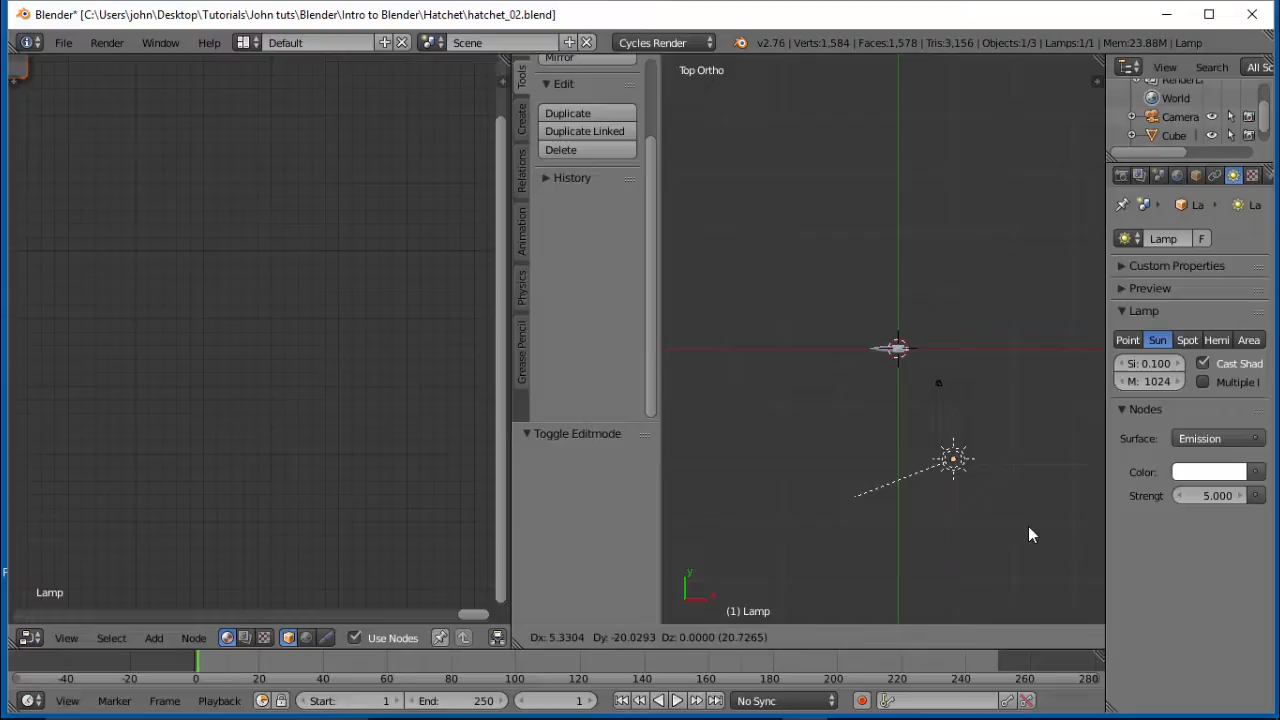 Blender* [C:\Users\john\Desktop\Tutorials\John tuts\Blender\Intro to Blender\Hatchet\hatchet_02.blend]
File Render Window Help Default Scene Cycles Render v2.76 | Verts:1,584 | Faces:1,578 | Tris:3,156 | Objects:1/3 | Lamps:1/1 | Mem:23.88M | Lamp
View Search All Sc
World
Camera
Cube
Tools
Create
Relations
Animation
Physics
Grease Pencil
Mirror
Edit
Duplicate
Duplicate Linked
Delete
History
Toggle Editmode
Top Ortho
y
x
(1) Lamp
La La
Lamp F
Custom Properties
Preview
Lamp
Point Sun Spot Hemi Area
Si: 0.100 Cast Shad
M: 1024 Multiple I
Nodes
Surface: Emission
Color:
Strengt 5.000
Lamp
View Select Add Node Use Nodes
Dx: 5.3304 Dy: -20.0293 Dz: 0.0000 (20.7265)
-40 -20 0 20 40 60 80 100 120 140 160 180 200 220 240 260 280
View Marker Frame Playback Start: 1 End: 250 1 No Sync